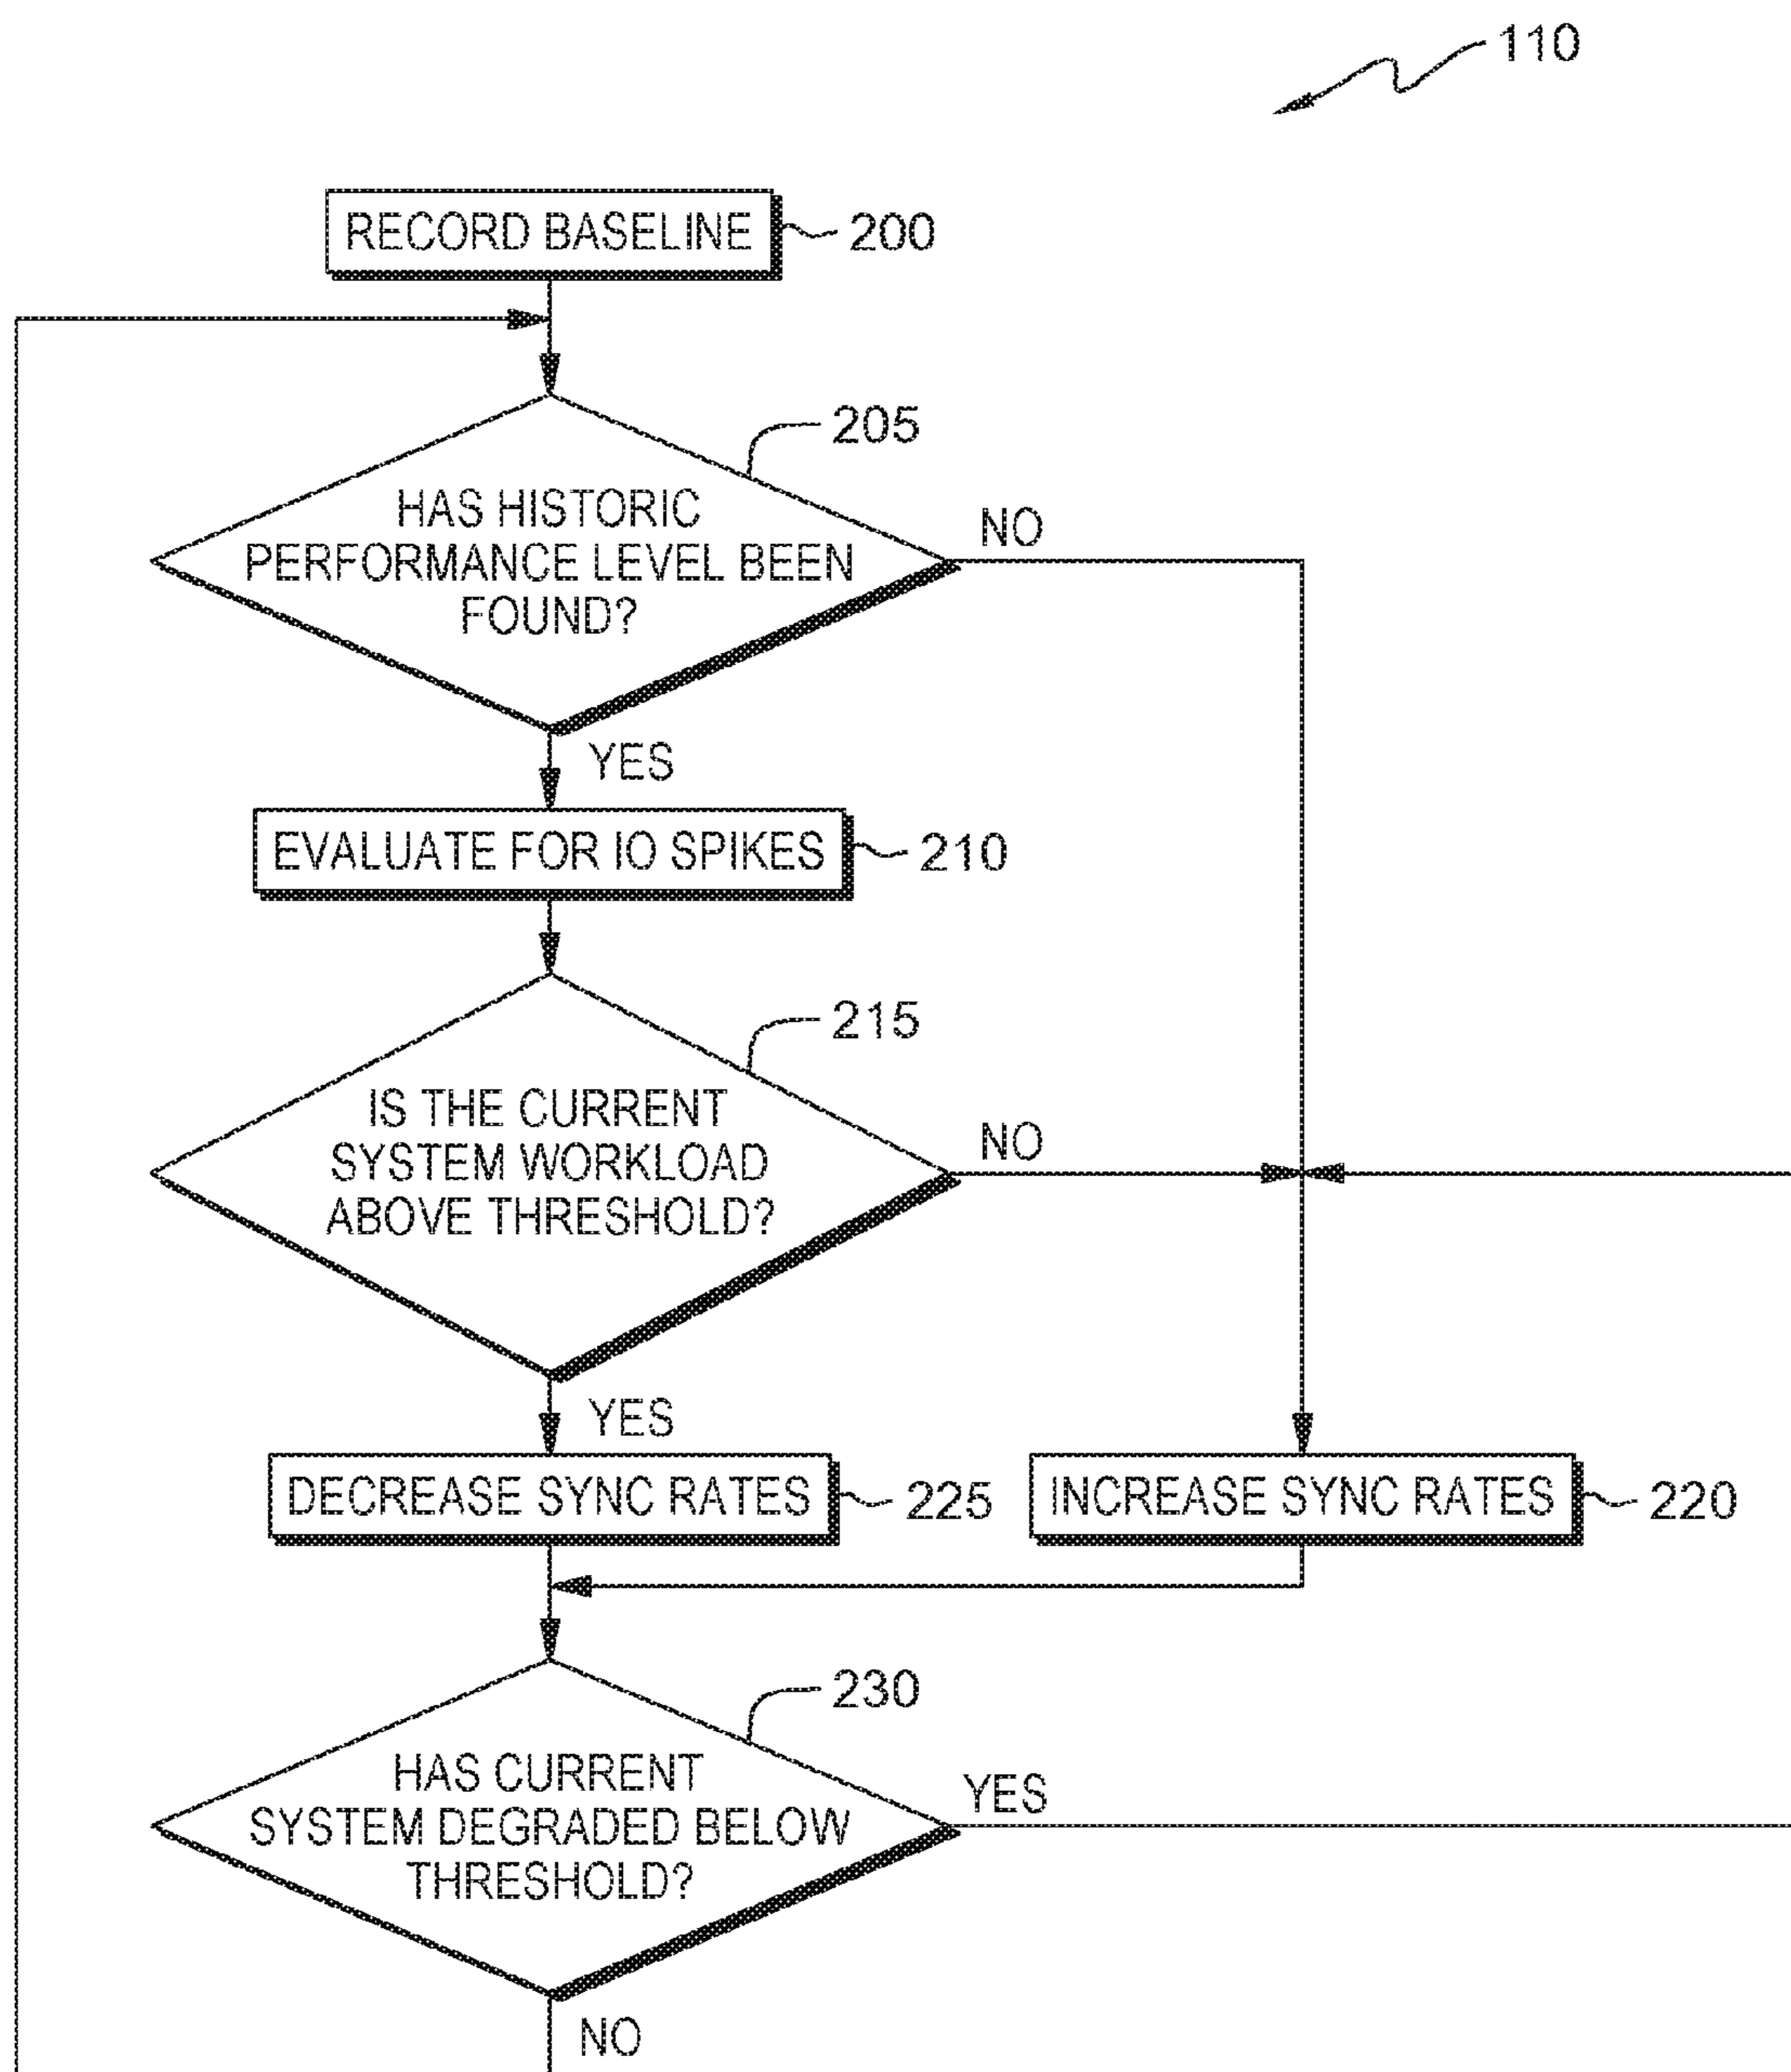 110
RECORD BASELINE
200
205
HAS HISTORIC
PERFORMANCE LEVEL BEEN
FOUND?
NO
YES
EVALUATE FOR IO SPIKES
210
215
IS THE CURRENT
SYSTEM WORKLOAD
ABOVE THRESHOLD?
NO
YES
DECREASE SYNC RATES
225
INCREASE SYNC RATES
220
230
HAS CURRENT
SYSTEM DEGRADED BELOW
THRESHOLD?
YES
NO